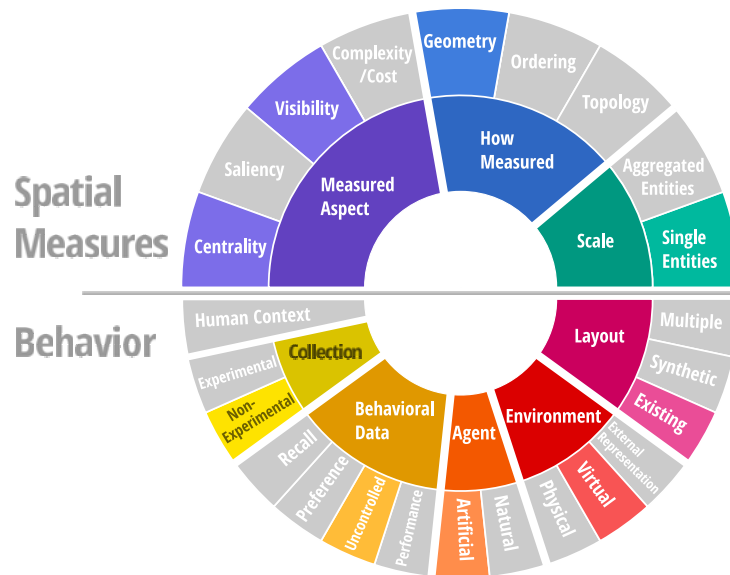 Spatial
Measures
Complexity
/Cost
Visibility
Saliency
Centrality
Measured
Aspect
Geometry
Ordering
Topology
How
Measured
Aggregated
Entities
Single
Entities
Scale
Behavior
Human Context
Collection
Experimental
Non-
Experimental
Behavioral
Data
Recall
Preference
Uncontrolled
Performance
Agent
Artificial
Natural
Environment
Physical
Virtual
External
Representation
Layout
Multiple
Synthetic
Existing